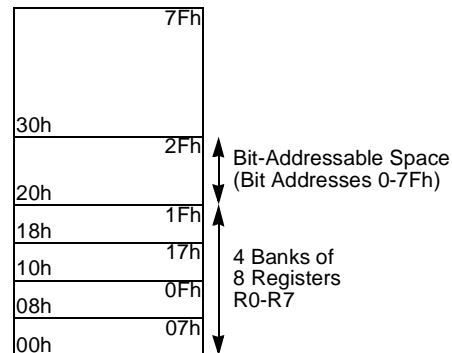 7Fh
30h
2Fh
Bit-Addressable Space
(Bit Addresses 0-7Fh)
20h
1Fh
18h
17h
4 Banks of
8 Registers
R0-R7
10h
0Fh
08h
07h
00h